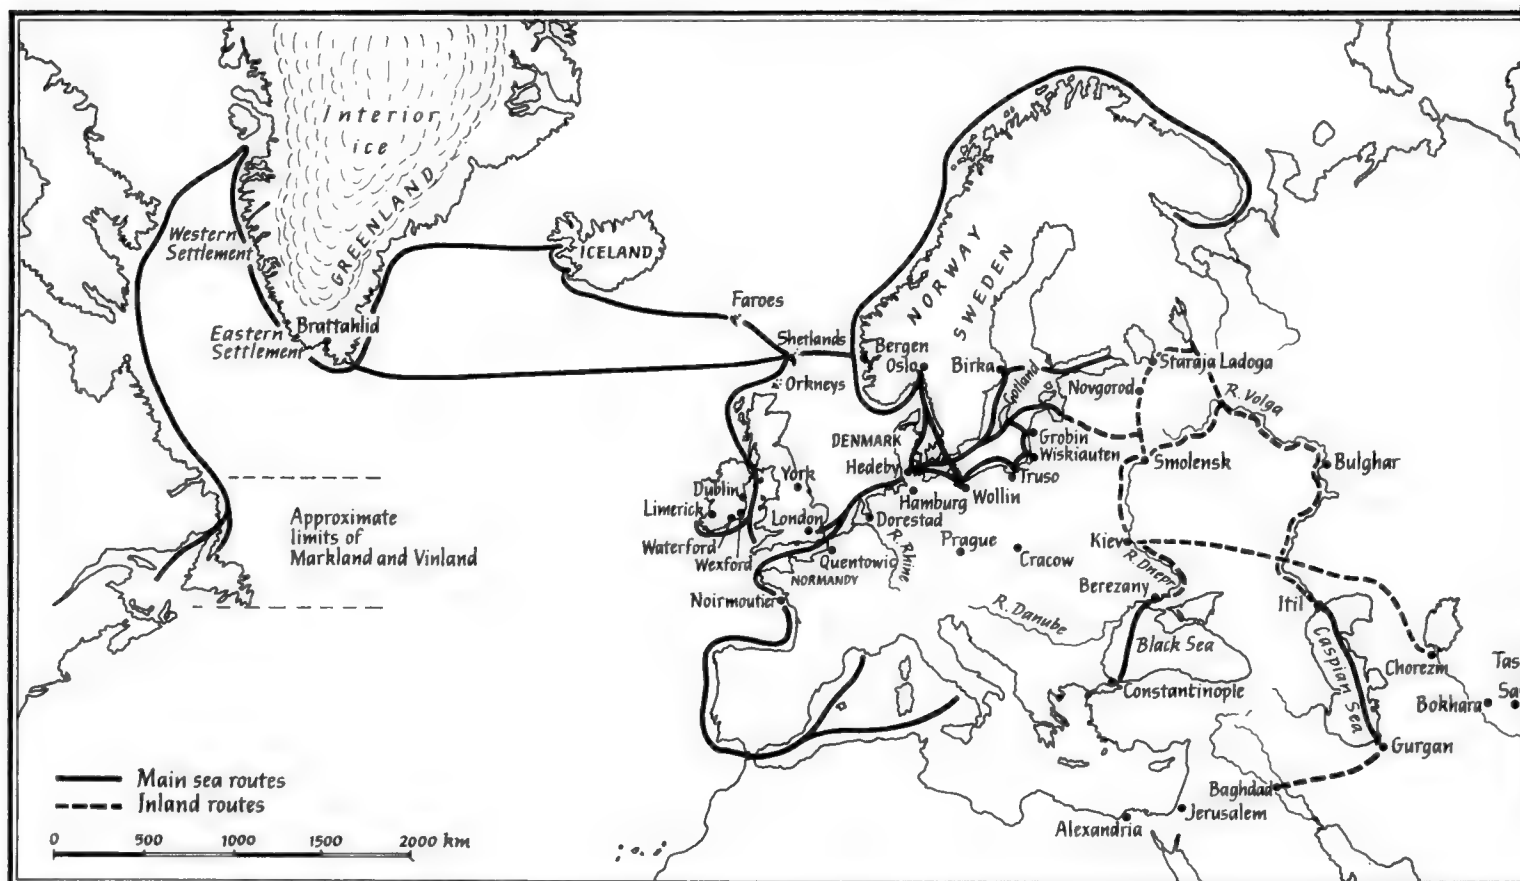 Interior
ice
GREENLAND
Western
Settlement
ICELAND
NORWAY
SWEDEN
Faroes
Eastern
Settlement
Brattahlid
Shetlands
Bergen
Oslo
Birka
Gotland
Staraja Ladoga
Orkneys
Novgorod
R. Volga
DENMARK
Grobin
Hedeby
Wiskiauten
Smolensk
Bulghar
York
Truso
Dublin
Hamburg
Wollin
Limerick
London
Dorestad
Approximate
limits of
Markland and Vinland
Waterford
Wexford
Quentowic
R. Rhine
Prague
Cracow
Kiev
R. Dnepr
NORMANDY
Berezany
Noirmoutier
Itil
R. Danube
Black Sea
Caspian Sea
Chorezm
Constantinople
Bokhara
Gurgan
Main sea routes
Inland routes
Baghdad
Jerusalem
Alexandria
0 500 1000 1500 2000 km